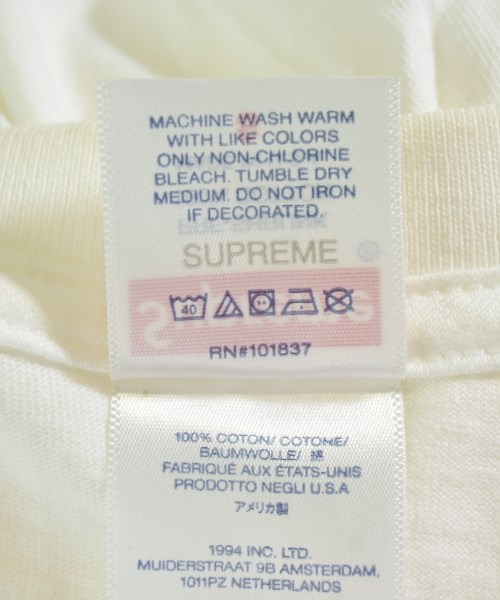 MACHINE WASH WARM
WITH LIKE COLORS
ONLY NON-CHLORINE
BLEACH. TUMBLE DRY
MEDIUM. DO NOT IRON
IF DECORATED.
SUPREME ®
40
RN#101837
100% COTON/ COTONE/
BAUMWOLLE/ 綿
FABRIQUÉ AUX ÉTATS-UNIS
PRODOTTO NEGLI U.S.A
アメリカ製
1994 INC. LTD.
MUIDERSTRAAT 9B AMSTERDAM,
1011PZ NETHERLANDS